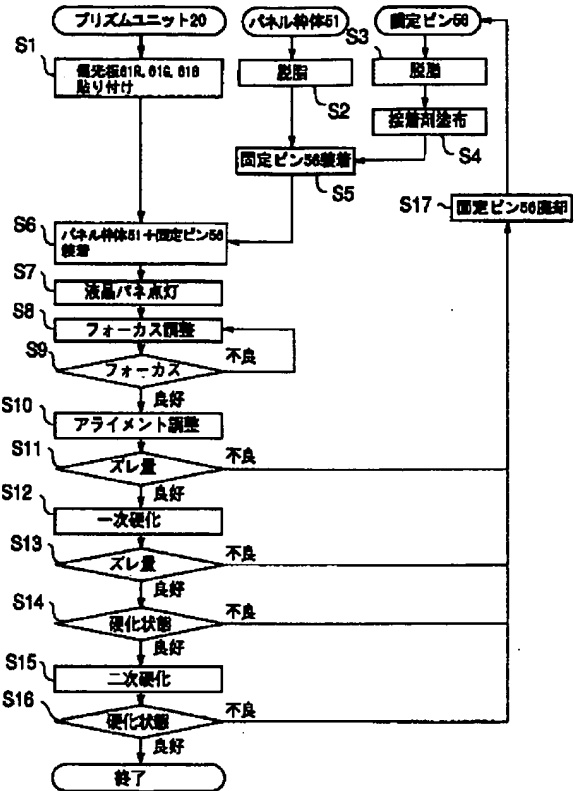 プリズムユニット20
パネル枠体51
固定ピン56
S1
偏光板61R、61G、61B
貼り付け
脱脂
S2
S3
脱脂
接着剤塗布
S4
固定ピン56装着
S5
S17
固定ピン56廃却
S6
パネル枠体51+固定ピン56
装着
S7
液晶パネ点灯
S8
フォーカス調整
S9
フォーカス
不良
良好
S10
アライメント調整
S11
ズレ量
不良
良好
S12
一次硬化
S13
ズレ量
不良
良好
S14
硬化状態
不良
良好
S15
二次硬化
S16
硬化状態
不良
良好
終了